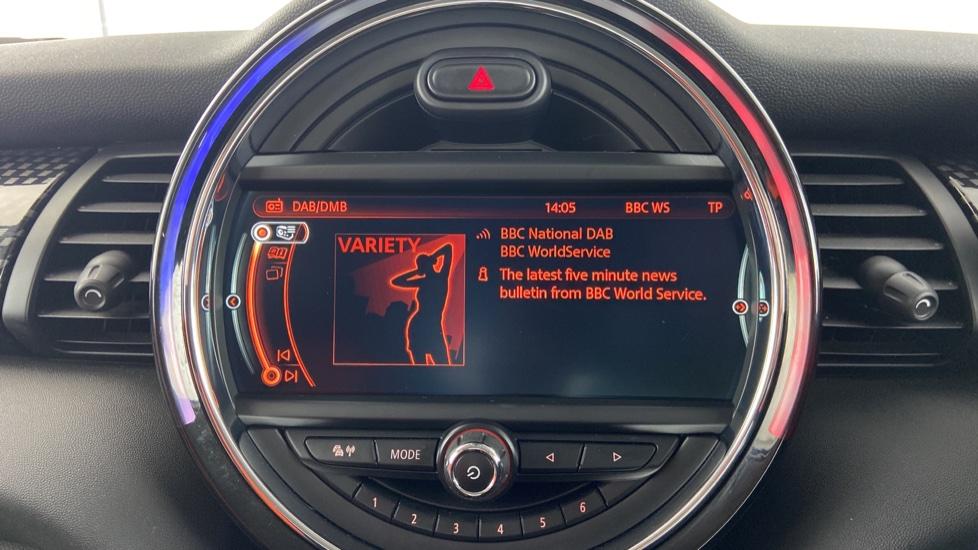 DAB/DMB 14:05 BBC WS TP
VARIETY
BBC National DAB
BBC WorldService
The latest five minute news
bulletin from BBC World Service.
MODE
1 2 3 4 5 6